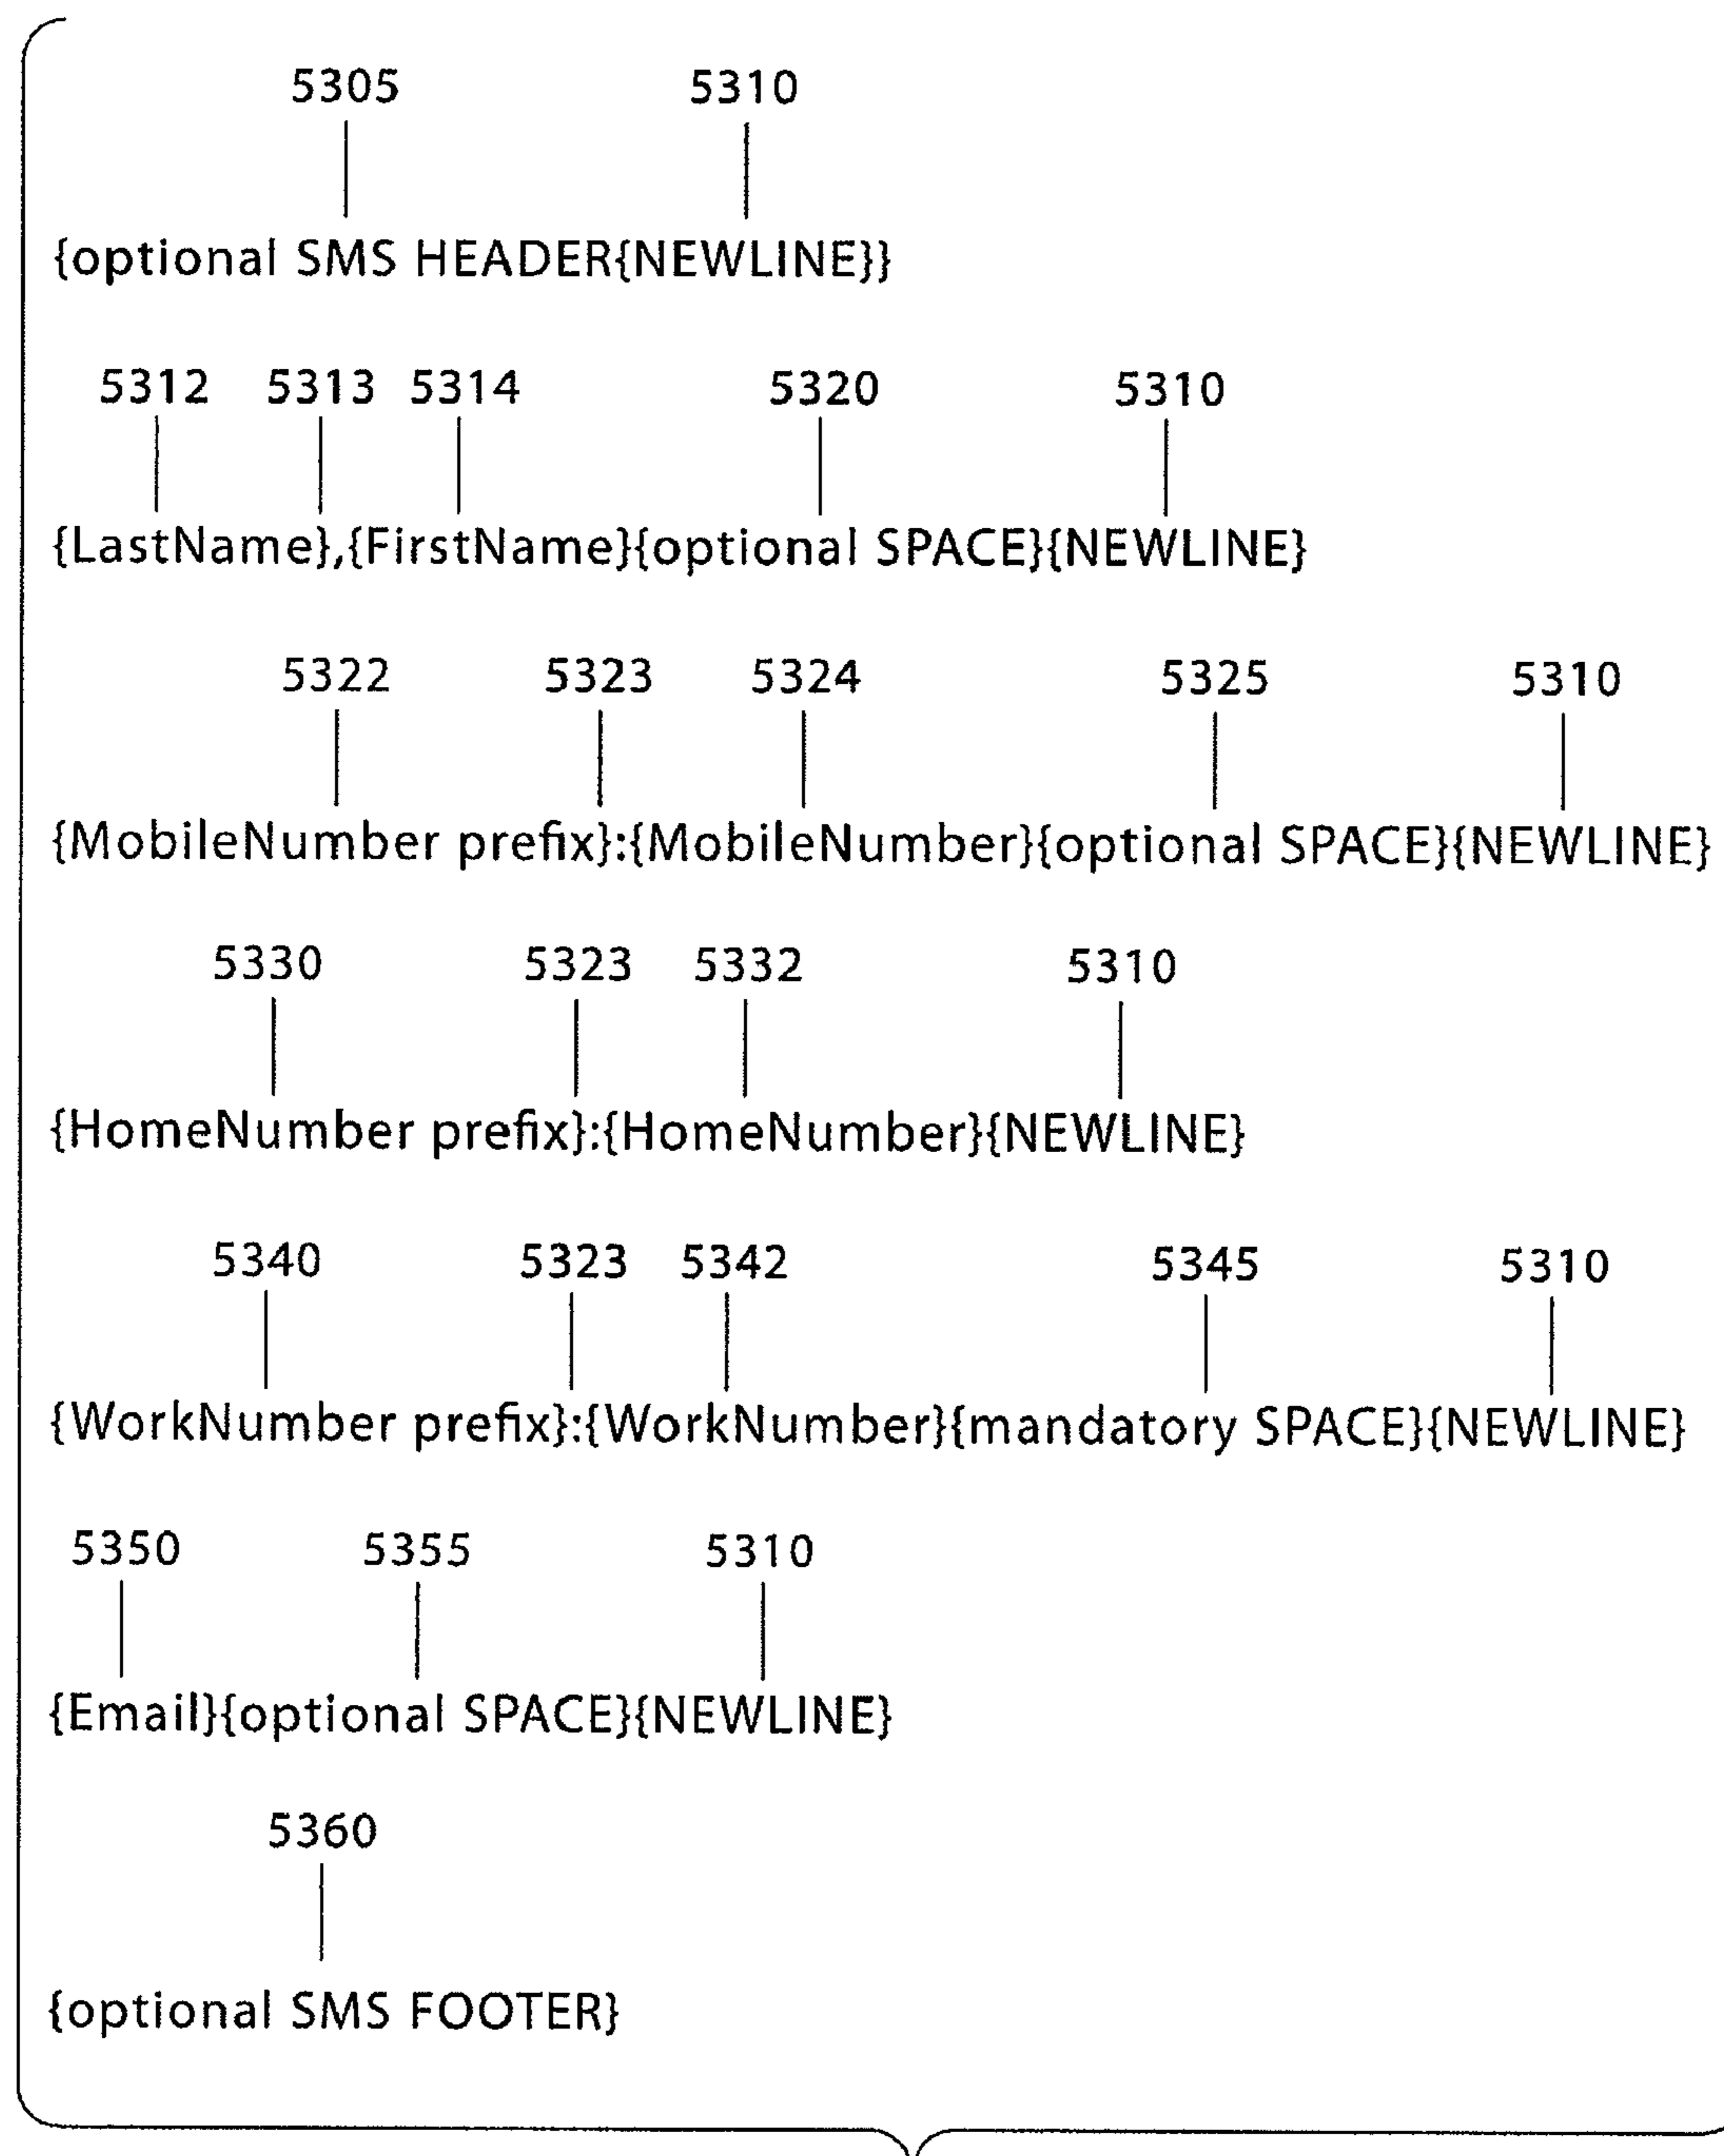 5305 5310
{optional SMS HEADER{NEWLINE}}
5312 5313 5314 5320 5310
{LastName},{FirstName}{optional SPACE}{NEWLINE}
5322 5323 5324 5325 5310
{MobileNumber prefix}:{MobileNumber}{optional SPACE}{NEWLINE}
5330 5323 5332 5310
{HomeNumber prefix}:{HomeNumber}{NEWLINE}
5340 5323 5342 5345 5310
{WorkNumber prefix}:{WorkNumber}{mandatory SPACE}{NEWLINE}
5350 5355 5310
{Email}{optional SPACE}{NEWLINE}
5360
{optional SMS FOOTER}